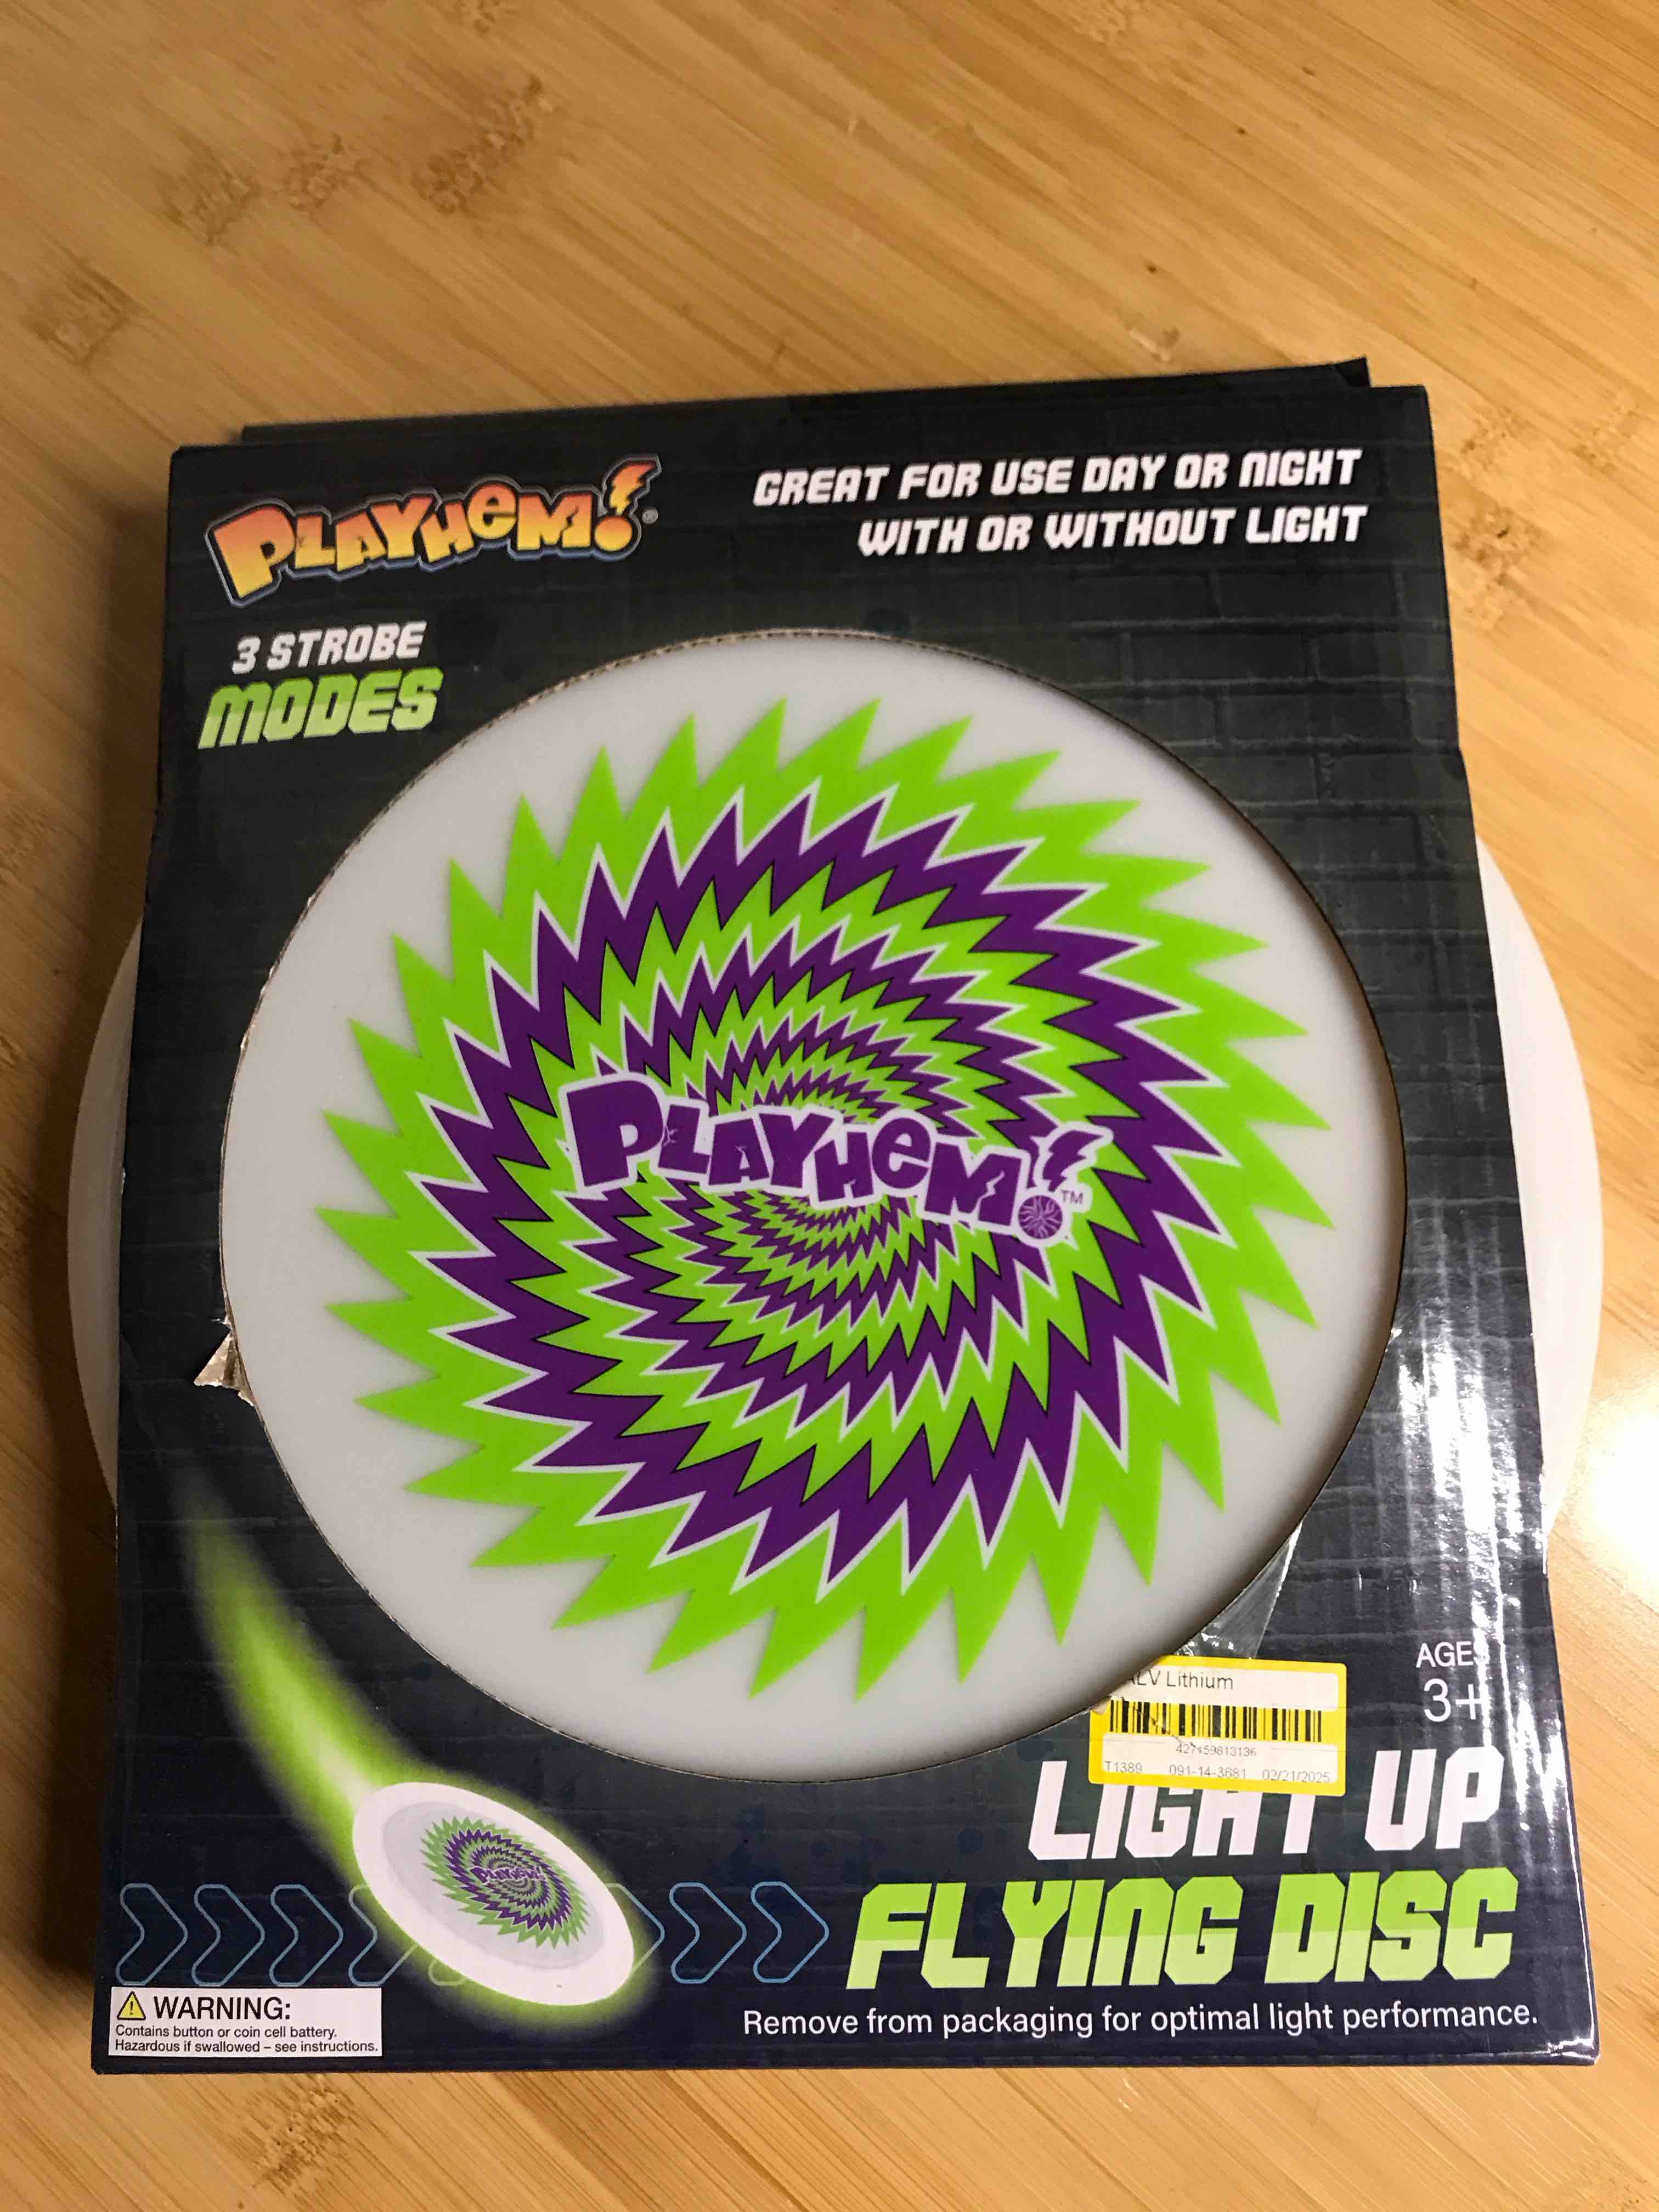 PLAYHEM!®
GREAT FOR USE DAY OR NIGHT
WITH OR WITHOUT LIGHT
3 STROBE
MODES
PLAYHEM!™
Lithium
T1389 091-14-3681 02/21/2025
AGES
3+
LIGHT UP
FLYING DISC
PLAYHEM!
Remove from packaging for optimal light performance.
WARNING:
Contains button or coin cell battery.
Hazardous if swallowed – see instructions.